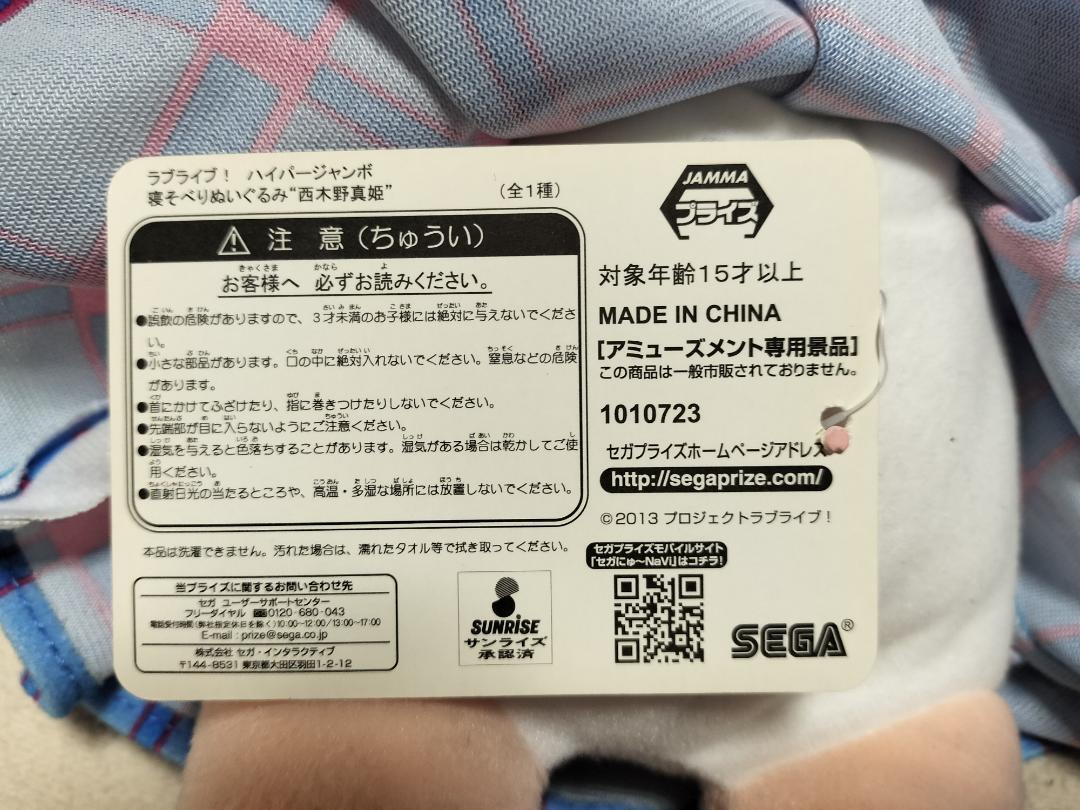 ラブライブ！ ハイパージャンボ
寝そべりぬいぐるみ“西木野真姫” （全1種）
注 意（ちゅうい）
お客様へ 必ずお読みください。
●誤飲の危険がありますので、3才未満のお子様には絶対に与えないでくださ
い。
●小さな部品があります。口の中に絶対入れないでください。窒息などの危険
があります。
●首にかけてふざけたり、指に巻きつけたりしないでください。
●先端部が目に入らないようにご注意ください。
●湿気を与えると色落ちすることがあります。湿気がある場合は乾かしてご使
用ください。
●直射日光の当たるところや、高温・多湿な場所には放置しないでください。
本品は洗濯できません。汚れた場合は、濡れたタオル等で拭き取ってください。
当プライズに関するお問い合わせ先
セガ ユーザーサポートセンター
フリーダイヤル 0120-680-043
電話受付時間(弊社指定休日を除く)10:00~12:00/13:00~17:00
E-mail : prize@sega.co.jp
株式会社 セガ・インタラクティブ
〒144-8531 東京都大田区羽田1-2-12
SUNRISE
サンライズ
承認済
JAMMA
プライズ
対象年齢15才以上
MADE IN CHINA
[アミューズメント専用景品]
この商品は一般市販されておりません。
1010723
セガプライズホームページアドレス
http://segaprize.com/
©2013 プロジェクトラブライブ！
セガプライズモバイルサイト
「セガにゅ〜NaVi」はコチラ!
SEGA®